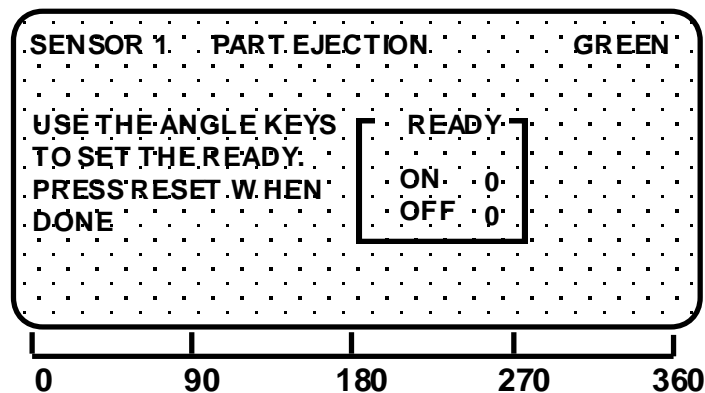 SENSOR 1 PART EJECTION GREEN
USE THE ANGLE KEYS
TO SET THE READY.
PRESS RESET WHEN
DONE
READY
ON 0
OFF 0
0 90 180 270 360